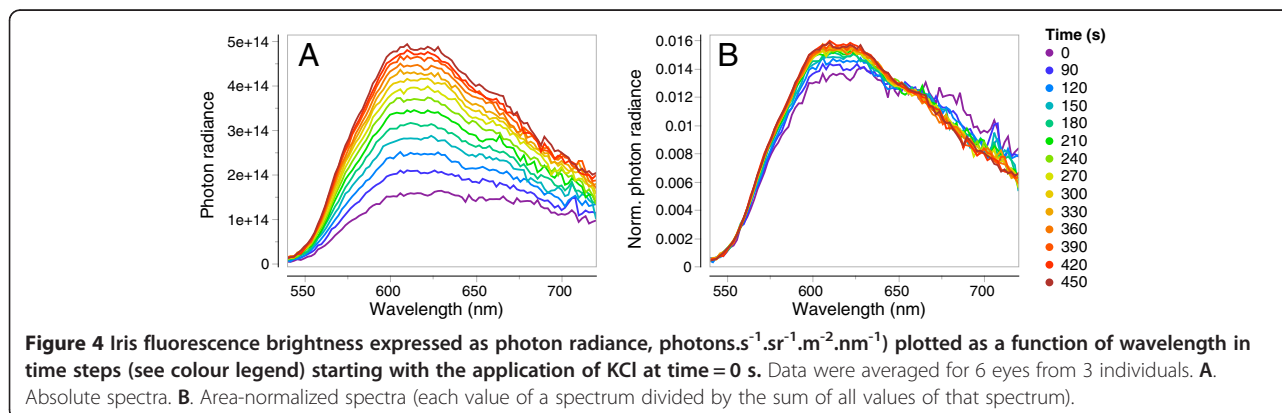 A
5e+14
4e+14
3e+14
2e+14
1e+14
0
Photon radiance
550 600 650 700
Wavelength (nm)
B
0.016
0.014
0.012
0.01
0.008
0.006
0.004
0.002
0
Norm. photon radiance
550 600 650 700
Wavelength (nm)
Time (s)
0
90
120
150
180
210
240
270
300
330
360
390
420
450
Figure 4 Iris fluorescence brightness expressed as photon radiance, photons.s⁻¹.sr⁻¹.m⁻².nm⁻¹) plotted as a function of wavelength in
time steps (see colour legend) starting with the application of KCl at time = 0 s. Data were averaged for 6 eyes from 3 individuals. A.
Absolute spectra. B. Area-normalized spectra (each value of a spectrum divided by the sum of all values of that spectrum).